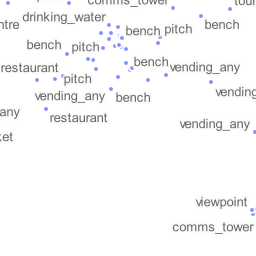 comms_tower
tour
drinking_water
ntre
bench
bench
pitch
bench
pitch
bench
restaurant
vending_any
pitch
vending_any
bench
vending
any
restaurant
vending_any
ket
viewpoint
comms_tower